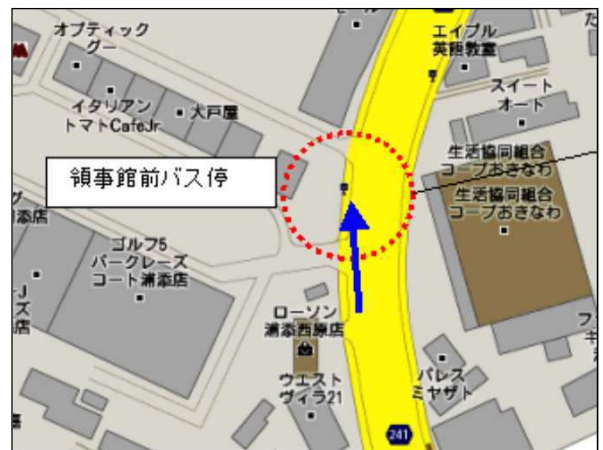 オプティック
グー
エイブル
英語教室
スイート
オート
イタリアン
トマトCafeJr
大戸屋
生活協同組合
コープおきなわ
領事館前バス停
生活協同組合
コープおきなわ
ゴルフ5
パークレーズ
コート浦添店
ローソン
浦添西原店
ウエスト
ヴィラ21
パレス
ミヤザト
241